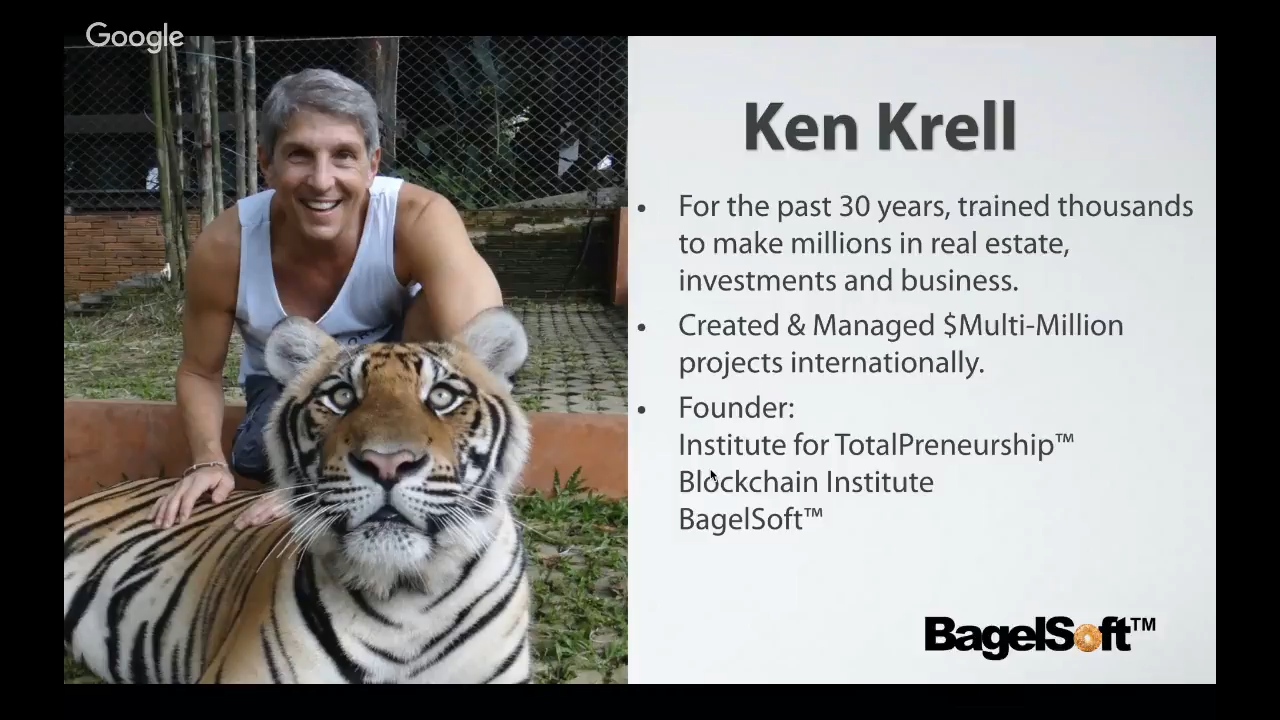 Google
Ken Krell
• For the past 30 years, trained thousands
to make millions in real estate,
investments and business.
• Created & Managed $Multi-Million
projects internationally.
• Founder:
Institute for TotalPreneurship™
Blockchain Institute
BagelSoft™
BagelSoft™